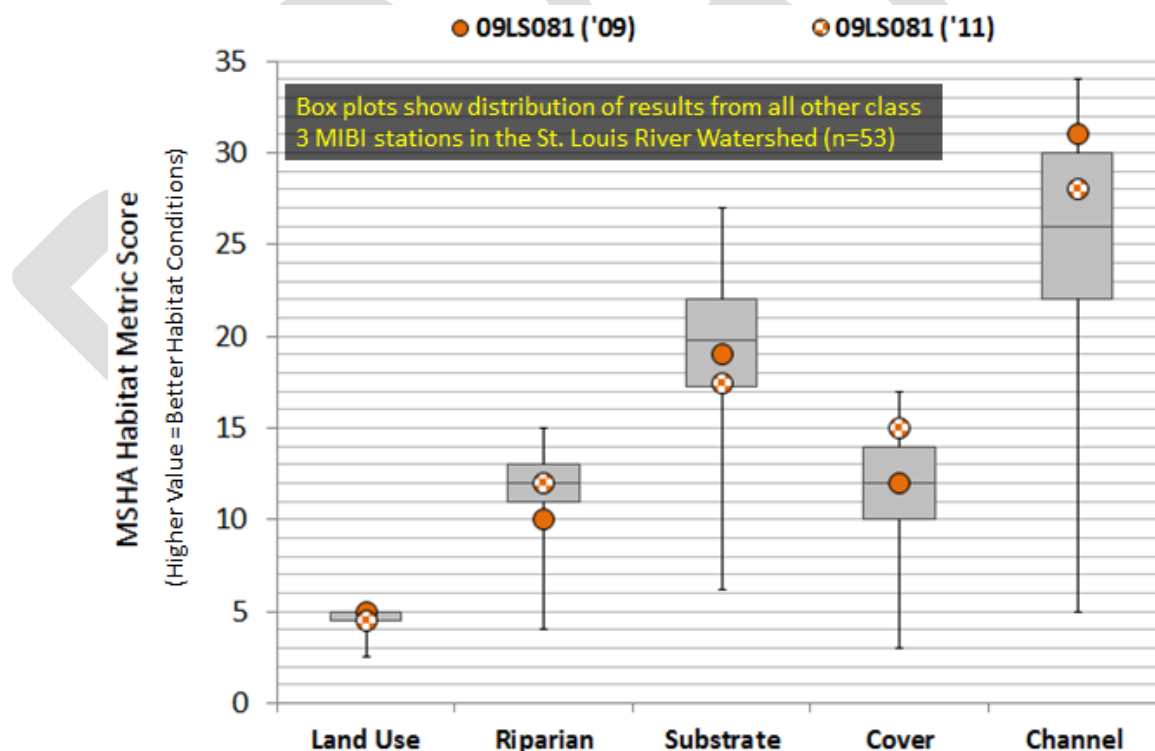 09LS081 ('09)
09LS081 ('11)
Box plots show distribution of results from all other class
3 MIBI stations in the St. Louis River Watershed (n=53)
MSHA Habitat Metric Score
(Higher Value = Better Habitat Conditions)
35
30
25
20
15
10
5
0
Land Use
Riparian
Substrate
Cover
Channel